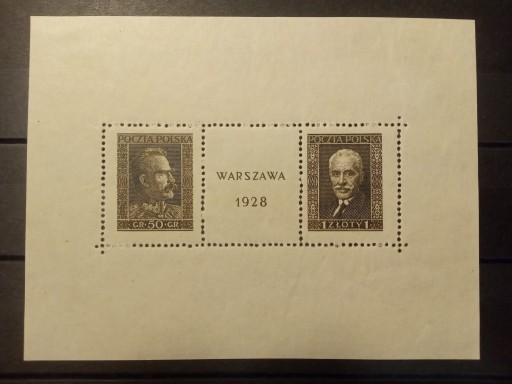 POCZTA POLSKA
GR·50·GR
WARSZAWA
1928
POCZTA POLSKA
1 ZŁOTY 1